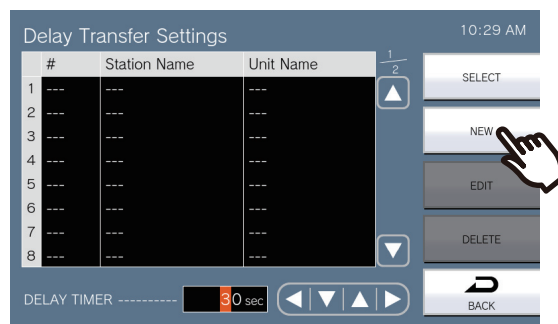 Delay Transfer Settings
10:29 AM
# Station Name Unit Name
1/2
1 --- --- ---
2 --- --- ---
3 --- --- ---
4 --- --- ---
5 --- --- ---
6 --- --- ---
7 --- --- ---
8 --- --- ---
DELAY TIMER ---------- 30 sec
SELECT
NEW
EDIT
DELETE
BACK